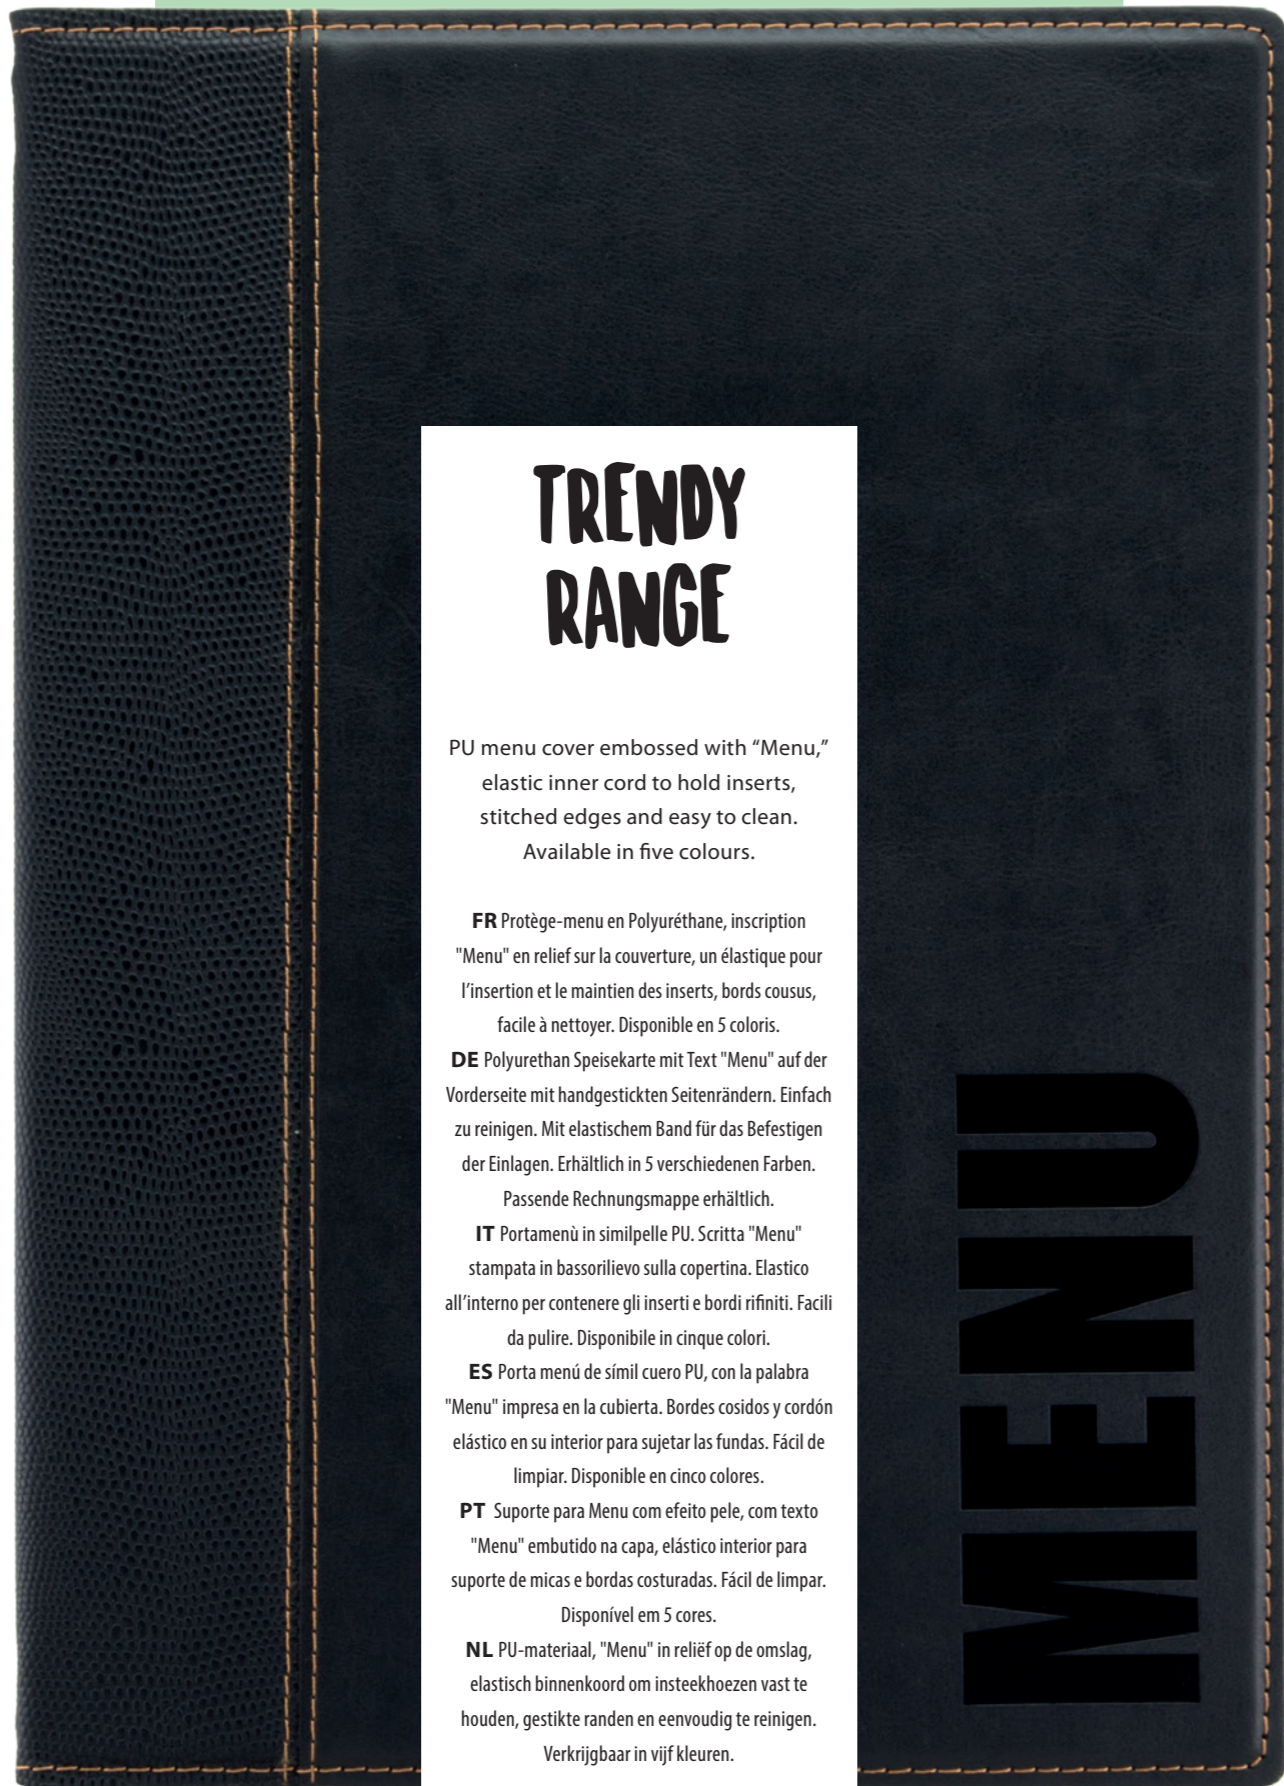 TRENDY
RANGE
PU menu cover embossed with “Menu,”
elastic inner cord to hold inserts,
stitched edges and easy to clean.
Available in five colours.
FR Protège-menu en Polyuréthane, inscription
"Menu" en relief sur la couverture, un élastique pour
l’insertion et le maintien des inserts, bords cousus,
facile à nettoyer. Disponible en 5 coloris.
DE Polyurethan Speisekarte mit Text "Menu" auf der
Vorderseite mit handgestickten Seitenrändern. Einfach
zu reinigen. Mit elastischem Band für das Befestigen
der Einlagen. Erhältlich in 5 verschiedenen Farben.
Passende Rechnungsmappe erhältlich.
IT Portamenù in similpelle PU. Scritta "Menu"
stampata in bassorilievo sulla copertina. Elastico
all’interno per contenere gli inserti e bordi rifiniti. Facili
da pulire. Disponibile in cinque colori.
ES Porta menú de símil cuero PU, con la palabra
"Menu" impresa en la cubierta. Bordes cosidos y cordón
elástico en su interior para sujetar las fundas. Fácil de
limpiar. Disponible en cinco colores.
PT Suporte para Menu com efeito pele, com texto
"Menu" embutido na capa, elástico interior para
suporte de micas e bordas costuradas. Fácil de limpar.
Disponível em 5 cores.
NL PU-materiaal, "Menu" in reliëf op de omslag,
elastisch binnenkoord om insteekhoezen vast te
houden, gestikte randen en eenvoudig te reinigen.
Verkrijgbaar in vijf kleuren.
MENU